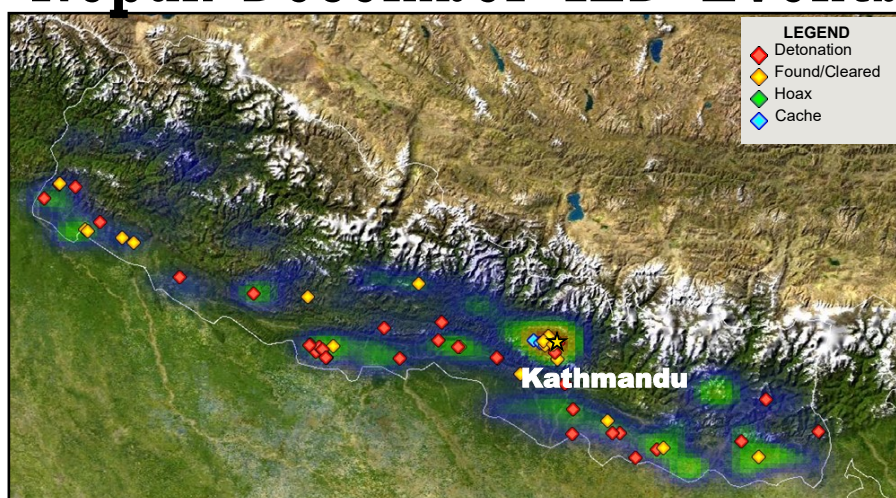 LEGEND
Detonation
Found/Cleared
Hoax
Cache
Kathmandu